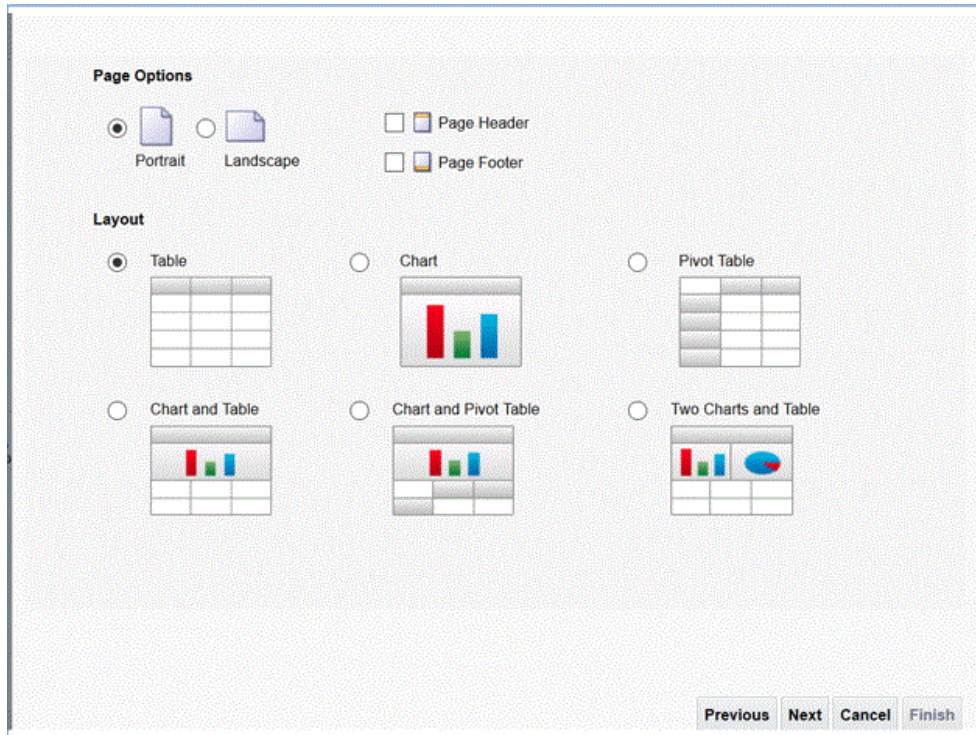 Page Options
Page Header
Portrait Landscape
Page Footer
Layout
Table Chart Pivot Table
Chart and Table Chart and Pivot Table Two Charts and Table
Previous Next Cancel Finish